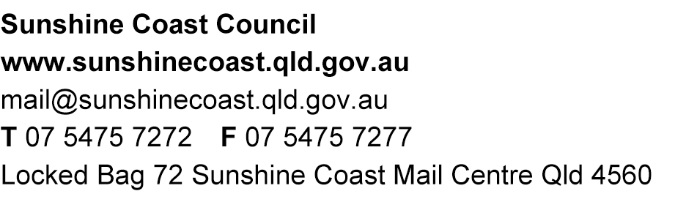 Sunshine Coast Council
www.sunshinecoast.qld.gov.au
mail@sunshinecoast.qld.gov.au
T 07 5475 7272 F 07 5475 7277
Locked Bag 72 Sunshine Coast Mail Centre Qld 4560